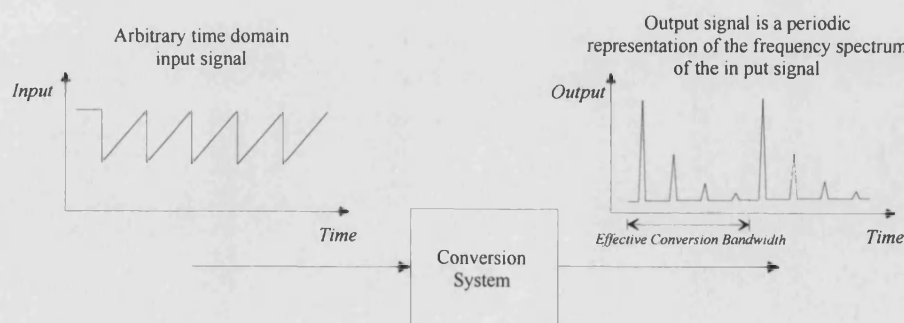 Arbitrary time domain
input signal
Input
Time
Output signal is a periodic
representation of the frequency spectrum
of the in put signal
Output
Effective Conversion Bandwidth
Time
Conversion
System